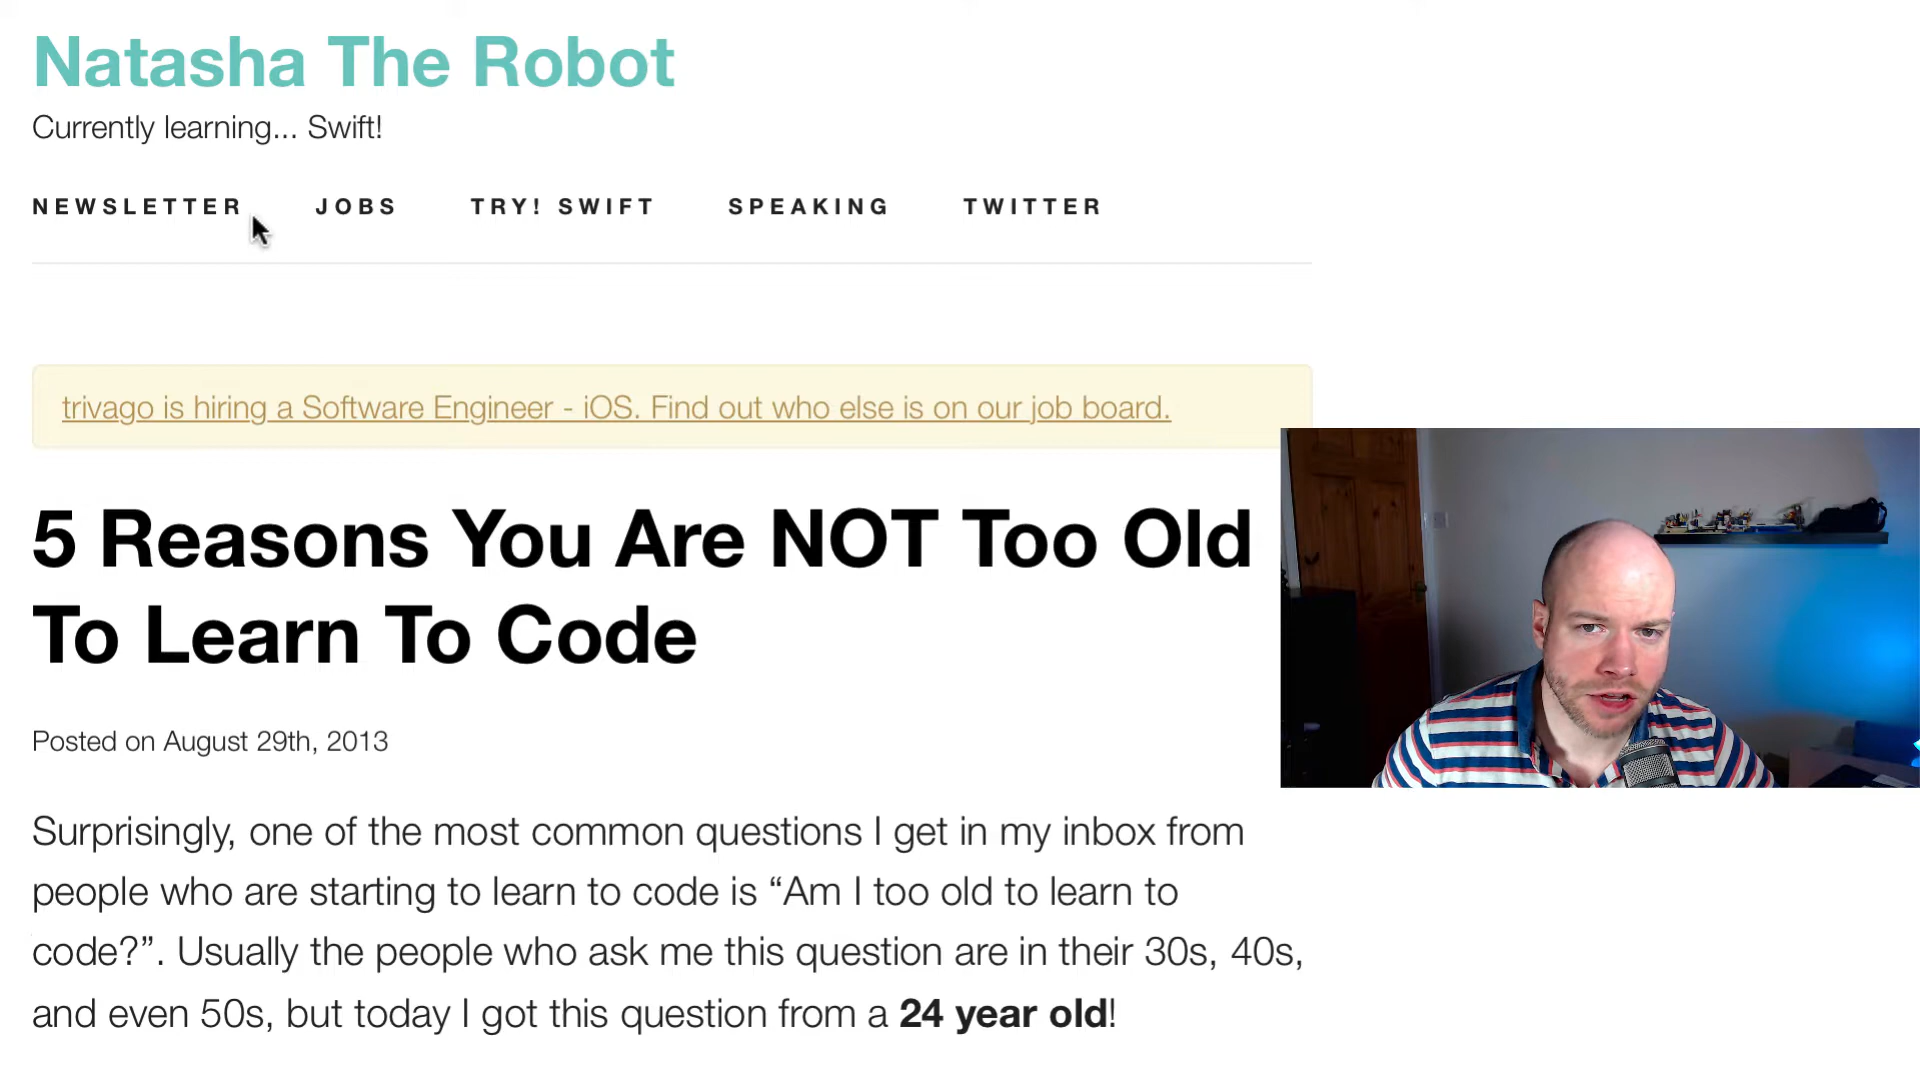 Natasha The Robot
Currently learning... Swift!
NEWSLETTER JOBS TRY! SWIFT SPEAKING TWITTER
trivago is hiring a Software Engineer - iOS. Find out who else is on our job board.
5 Reasons You Are NOT Too Old
To Learn To Code
Posted on August 29th, 2013
Surprisingly, one of the most common questions I get in my inbox from
people who are starting to learn to code is “Am I too old to learn to
code?”. Usually the people who ask me this question are in their 30s, 40s,
and even 50s, but today I got this question from a 24 year old!